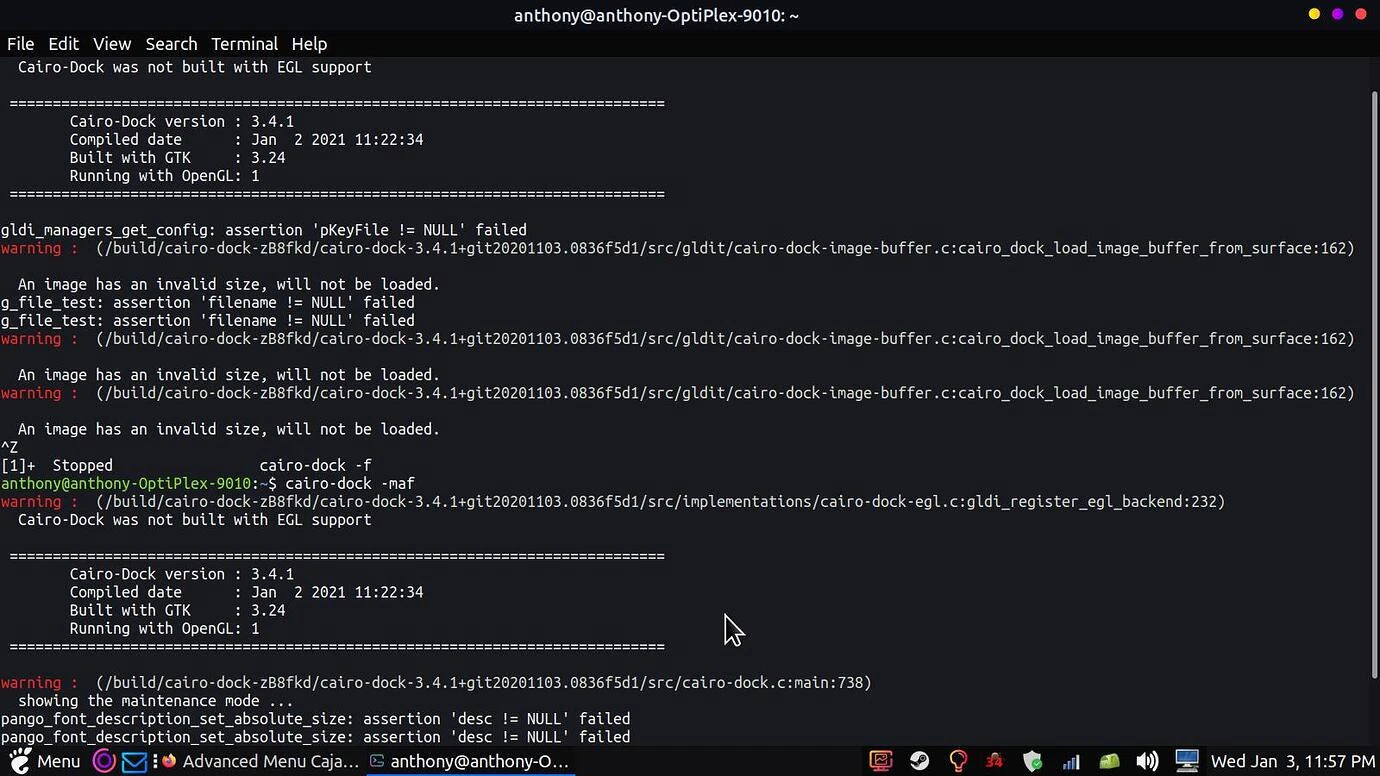 anthony@anthony-OptiPlex-9010: ~
File Edit View Search Terminal Help
Cairo-Dock was not built with EGL support
============================================================================
Cairo-Dock version : 3.4.1
Compiled date      : Jan  2 2021 11:22:34
Built with GTK     : 3.24
Running with OpenGL: 1
============================================================================
gldi_managers_get_config: assertion 'pKeyFile != NULL' failed
warning :  (/build/cairo-dock-zB8fkd/cairo-dock-3.4.1+git20201103.0836f5d1/src/gldit/cairo-dock-image-buffer.c:cairo_dock_load_image_buffer_from_surface:162)
An image has an invalid size, will not be loaded.
g_file_test: assertion 'filename != NULL' failed
g_file_test: assertion 'filename != NULL' failed
warning :  (/build/cairo-dock-zB8fkd/cairo-dock-3.4.1+git20201103.0836f5d1/src/gldit/cairo-dock-image-buffer.c:cairo_dock_load_image_buffer_from_surface:162)
An image has an invalid size, will not be loaded.
warning :  (/build/cairo-dock-zB8fkd/cairo-dock-3.4.1+git20201103.0836f5d1/src/gldit/cairo-dock-image-buffer.c:cairo_dock_load_image_buffer_from_surface:162)
An image has an invalid size, will not be loaded.
^Z
[1]+  Stopped                 cairo-dock -f
anthony@anthony-OptiPlex-9010:~$ cairo-dock -maf
warning :  (/build/cairo-dock-zB8fkd/cairo-dock-3.4.1+git20201103.0836f5d1/src/implementations/cairo-dock-egl.c:gldi_register_egl_backend:232)
Cairo-Dock was not built with EGL support
============================================================================
Cairo-Dock version : 3.4.1
Compiled date      : Jan  2 2021 11:22:34
Built with GTK     : 3.24
Running with OpenGL: 1
============================================================================
warning :  (/build/cairo-dock-zB8fkd/cairo-dock-3.4.1+git20201103.0836f5d1/src/cairo-dock.c:main:738)
showing the maintenance mode ...
pango_font_description_set_absolute_size: assertion 'desc != NULL' failed
pango_font_description_set_absolute_size: assertion 'desc != NULL' failed
Menu Advanced Menu Caja... anthony@anthony-O... 34 Wed Jan 3, 11:57 PM